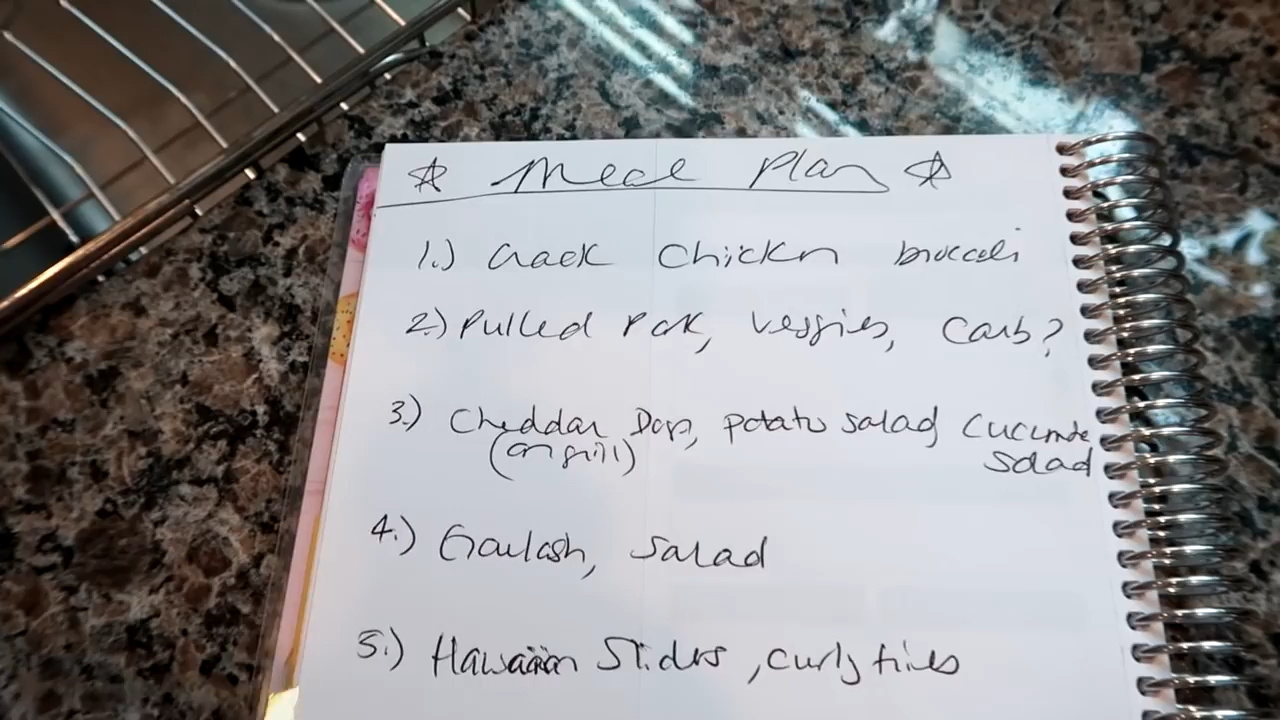 ☆ Meal Plan ☆
1.) Crack Chickn broccoli
2.) Pulled Pork, Veggies, Carb?
3.) Cheddar Dogs, potato salad Cucumber
(on grill) Salad
4.) Goulash, Salad
5.) Hawaiian Sliders, curly fries